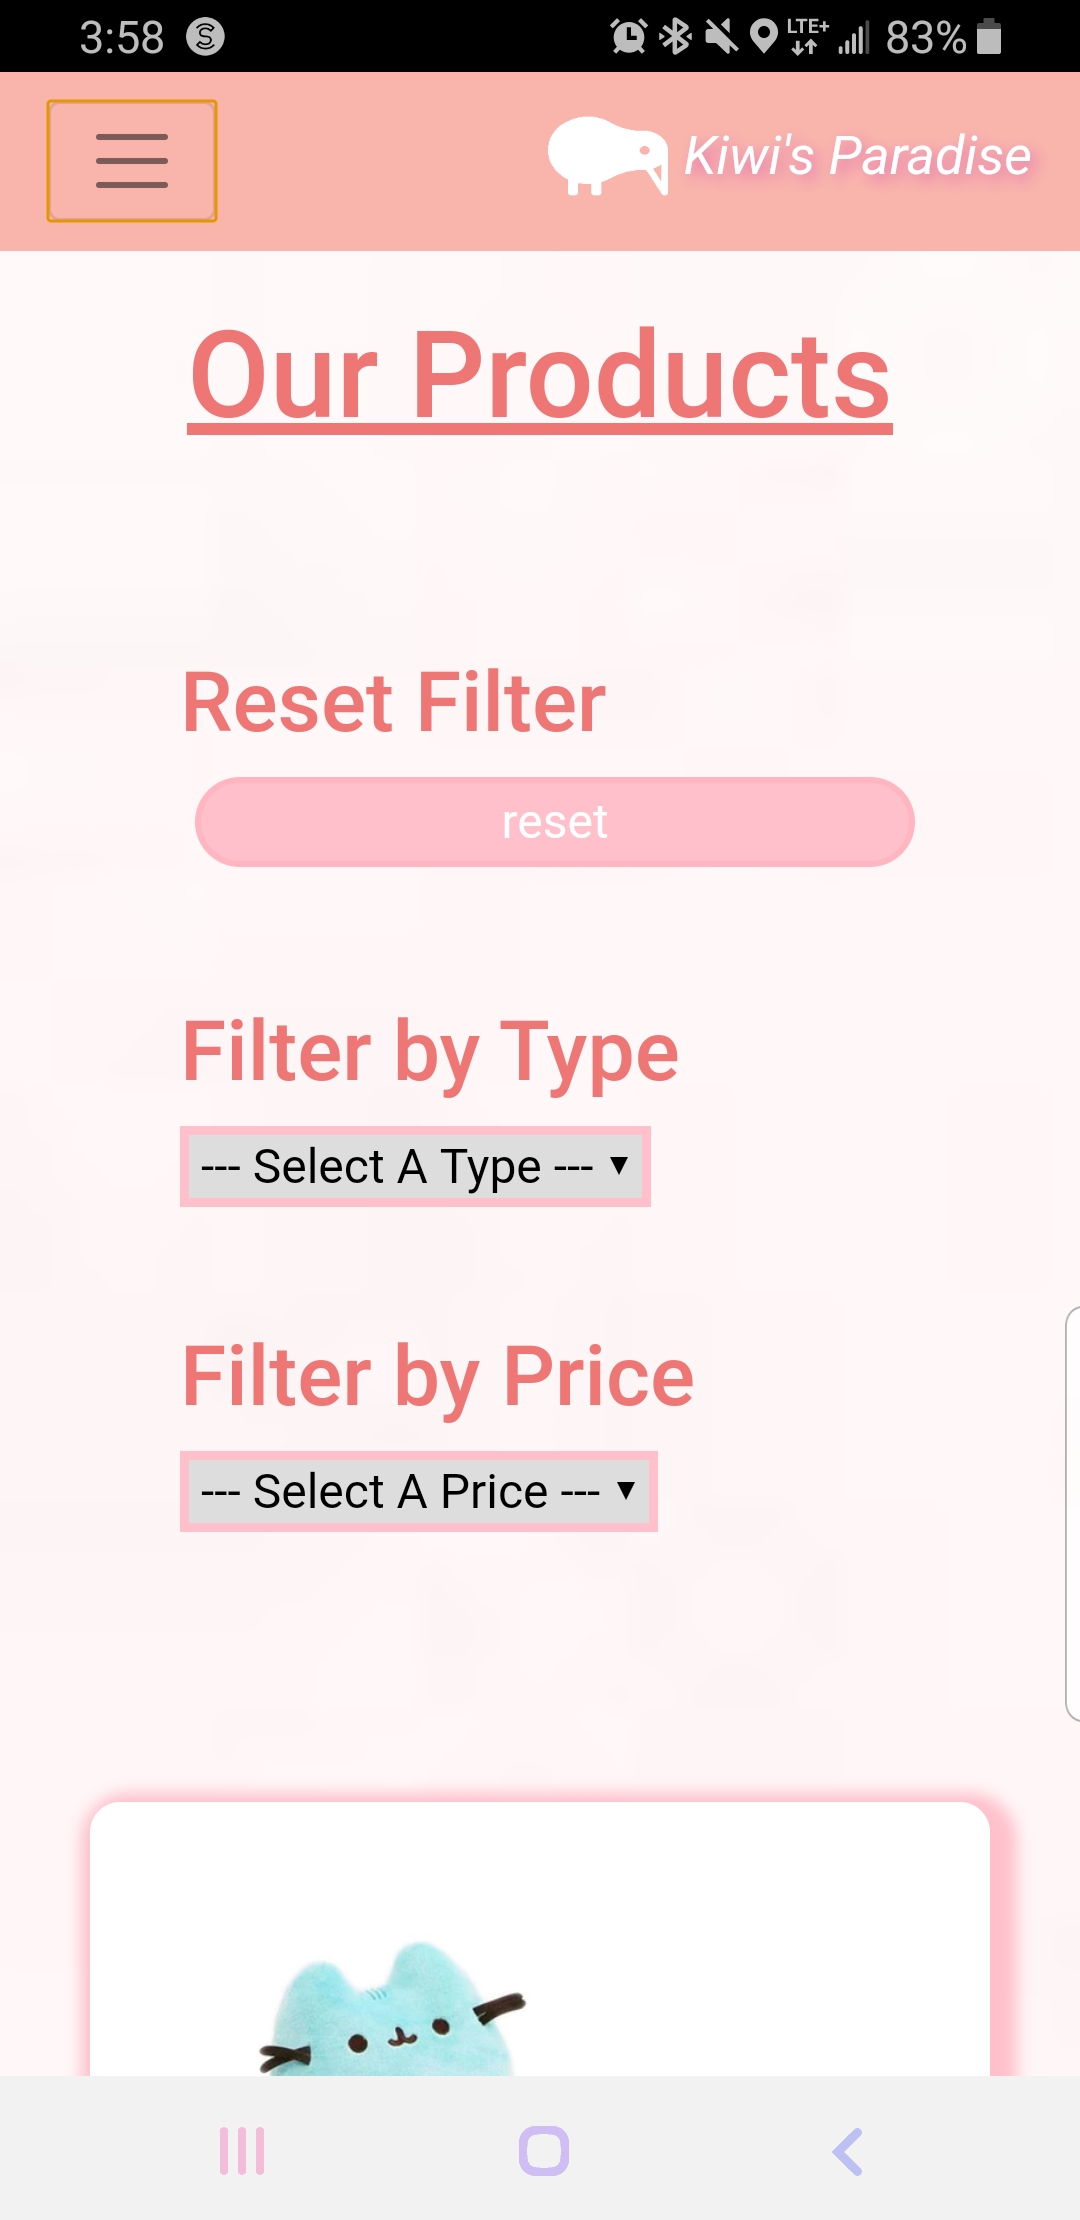 3:58 LTE+ 83%
Kiwi's Paradise
Our Products
Reset Filter
reset
Filter by Type
--- Select A Type --- ▼
Filter by Price
--- Select A Price --- ▼